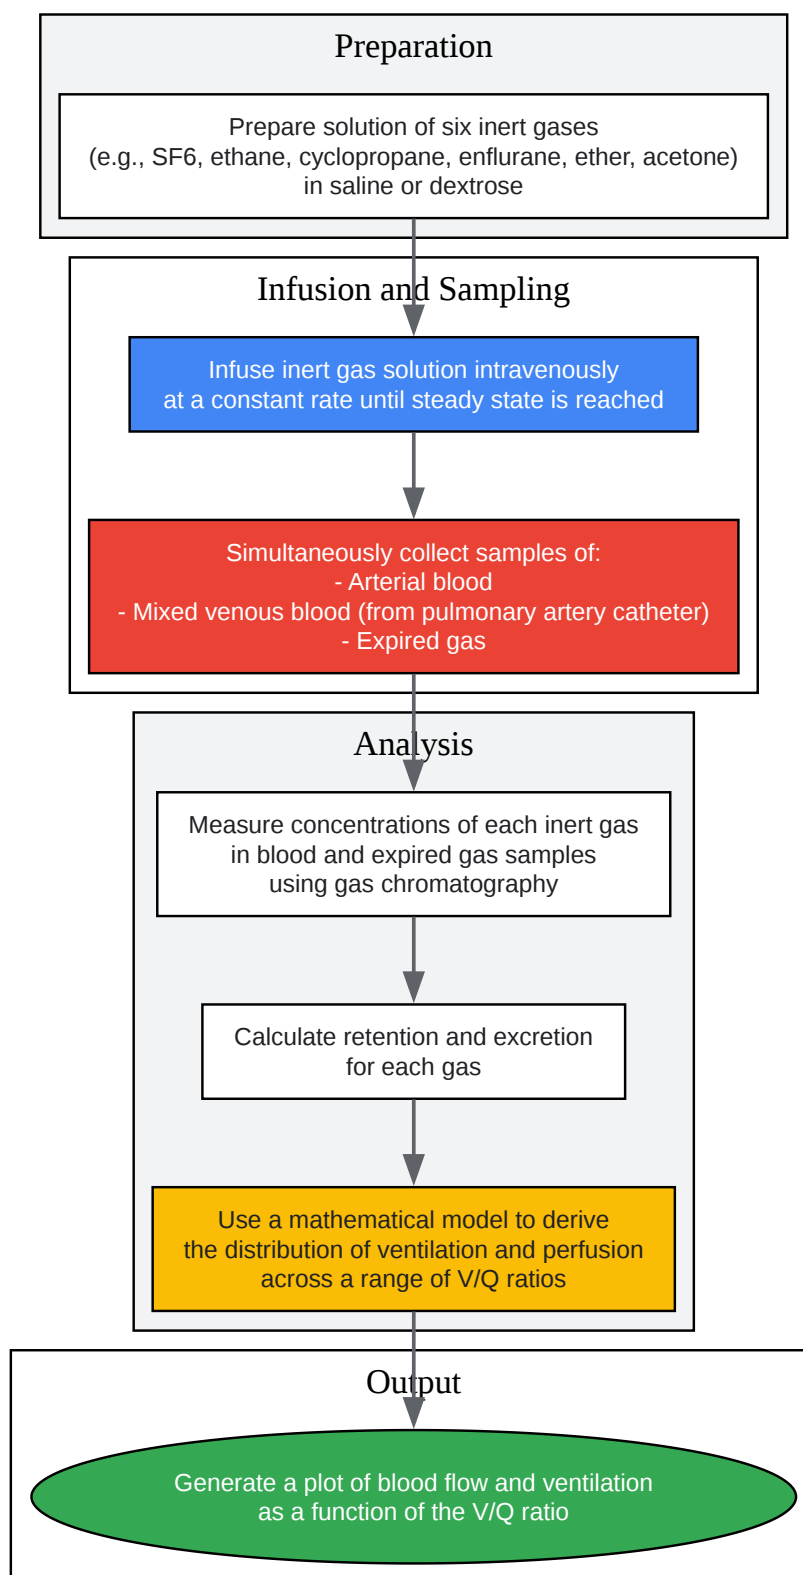 Preparation
Prepare solution of six inert gases
(e.g., SF6, ethane, cyclopropane, enflurane, ether, acetone)
in saline or dextrose
Infusion and Sampling
Infuse inert gas solution intravenously
at a constant rate until steady state is reached
Simultaneously collect samples of:
- Arterial blood
- Mixed venous blood (from pulmonary artery catheter)
- Expired gas
Analysis
Measure concentrations of each inert gas
in blood and expired gas samples
using gas chromatography
Calculate retention and excretion
for each gas
Use a mathematical model to derive
the distribution of ventilation and perfusion
across a range of V/Q ratios
Output
Generate a plot of blood flow and ventilation
as a function of the V/Q ratio